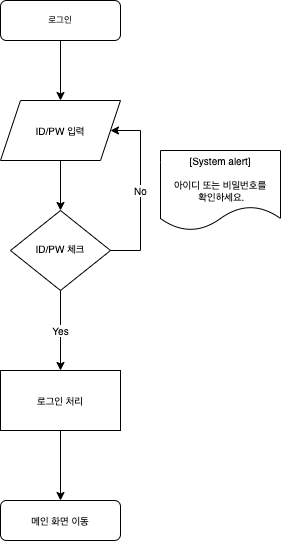 로그인
ID/PW 입력
[System alert]
아이디 또는 비밀번호를
확인하세요.
No
ID/PW 체크
Yes
로그인 처리
메인 화면 이동